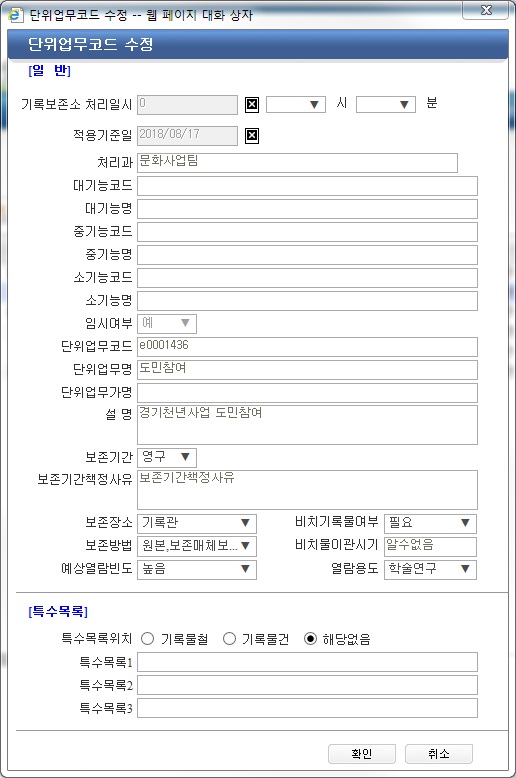 단위업무코드 수정 -- 웹 페이지 대화 상자
단위업무코드 수정
[일 반]
기록보존소 처리일시 0 시 분
적용기준일 2018/08/17
처리과 문화사업팀
대기능코드
대기능명
중기능코드
중기능명
소기능코드
소기능명
임시여부 예
단위업무코드 e0001436
단위업무명 도민참여
단위업무가명
설 명 경기천년사업 도민참여
보존기간 영구
보존기간책정사유 보존기간책정사유
보존장소 기록관 비치기록물여부 필요
보존방법 원본,보존매체보... 비치물이관시기 알수없음
예상열람빈도 높음 열람용도 학술연구
[특수목록]
특수목록위치 기록물철 기록물건 해당없음
특수목록1
특수목록2
특수목록3
확인 취소